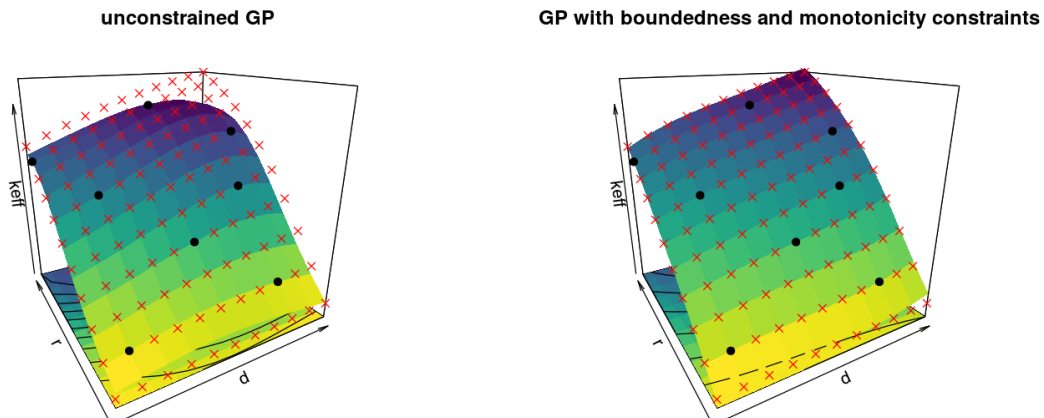 unconstrained GP
GP with boundedness and monotonicity constraints
keff
r
d
keff
r
d